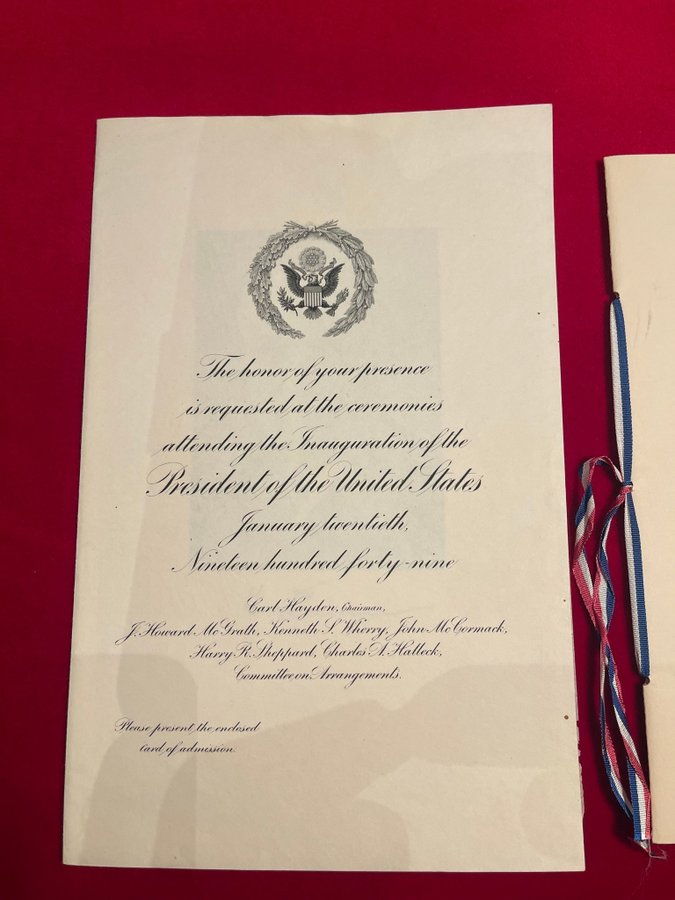 The honor of your presence
is requested at the ceremonies
attending the Inauguration of the
President of the United States
January twentieth,
Nineteen hundred forty-nine
Carl Hayden, Chairman,
J. Howard McGrath, Kenneth S. Wherry, John McCormack,
Harry R. Sheppard, Charles A. Halleck,
Committee on Arrangements.
Please present the enclosed
card of admission.